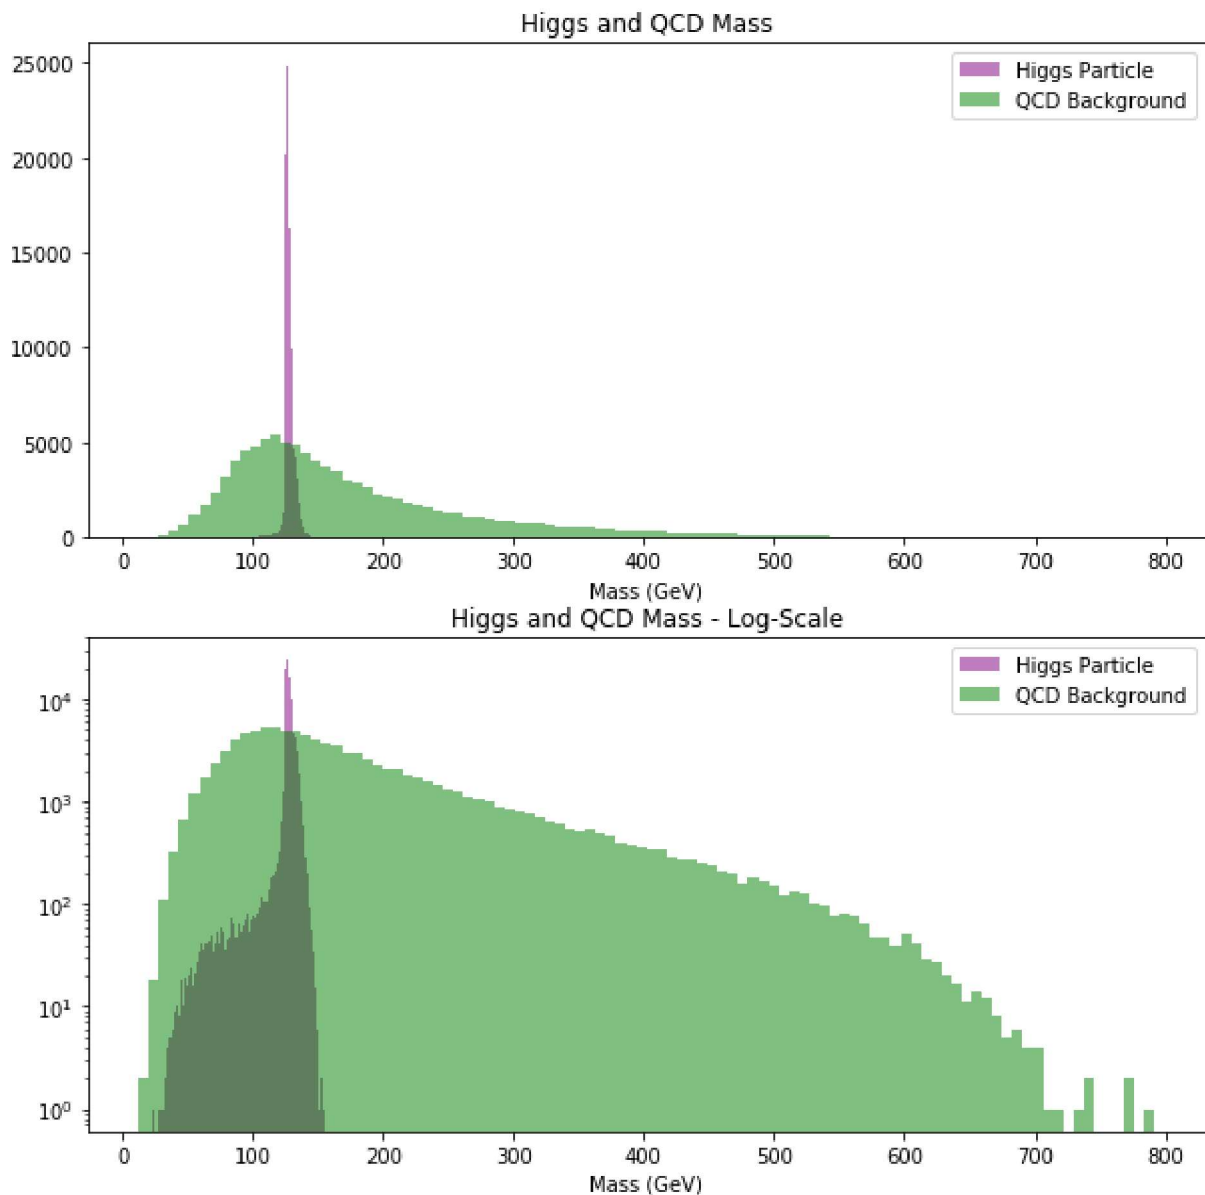 Higgs and QCD Mass
25000
20000
15000
10000
5000
0
Higgs Particle
QCD Background
0 100 200 300 400 500 600 700 800
Mass (GeV)
Higgs and QCD Mass - Log-Scale
10⁴
10³
10²
10¹
10⁰
Higgs Particle
QCD Background
0 100 200 300 400 500 600 700 800
Mass (GeV)